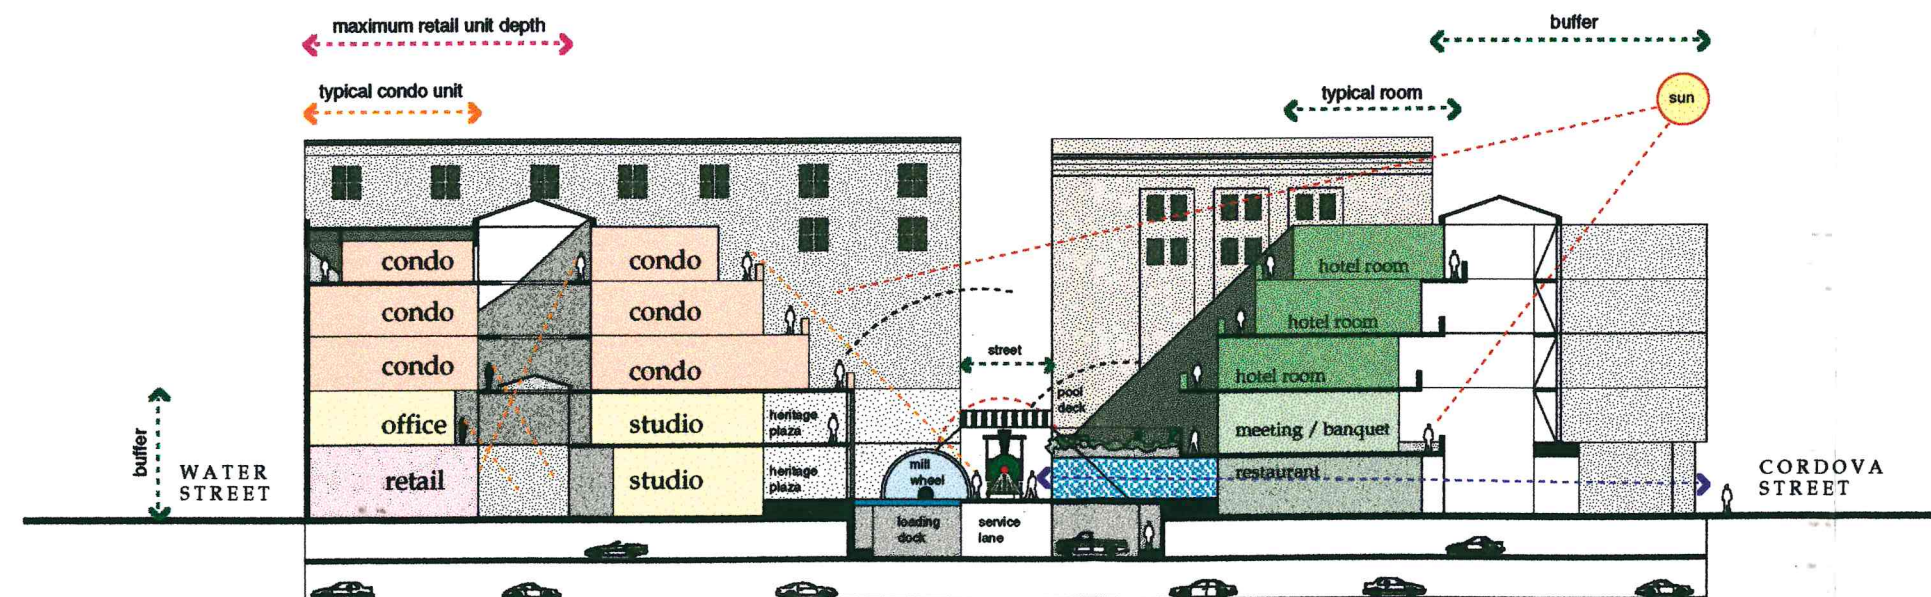 maximum retail unit depth
buffer
typical condo unit
typical room
sun
condo
condo
hotel room
condo
condo
hotel room
street
condo
condo
hotel room
pool
deck
office
studio
heritage
plaza
meeting / banquet
buffer
WATER
STREET
retail
studio
heritage
plaza
mill
wheel
restaurant
CORDOVA
STREET
loading
dock
service
lane